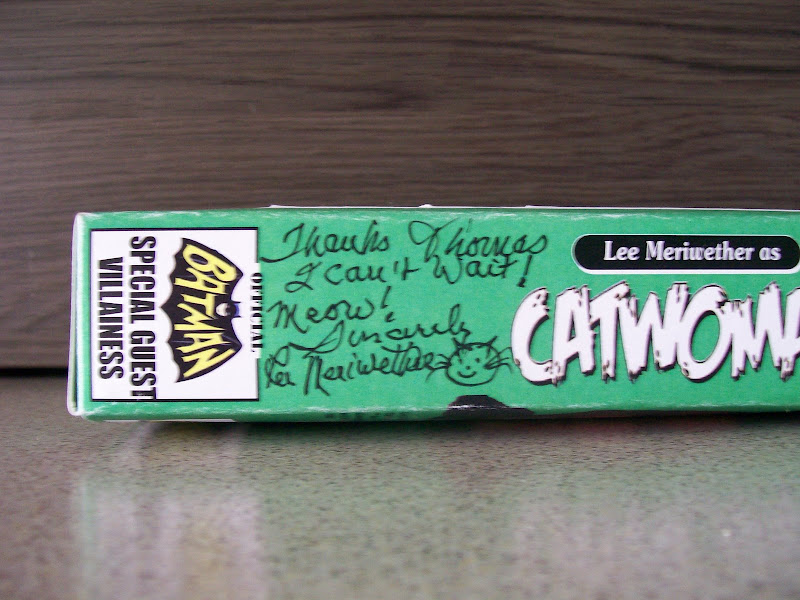 OFFICIAL
BATMAN
SPECIAL GUEST
VILLAINESS
Thanks Thomas
I can't Wait!
Meow!
Sincerely
Lee Meriwether
Lee Meriwether as
CATWOMA